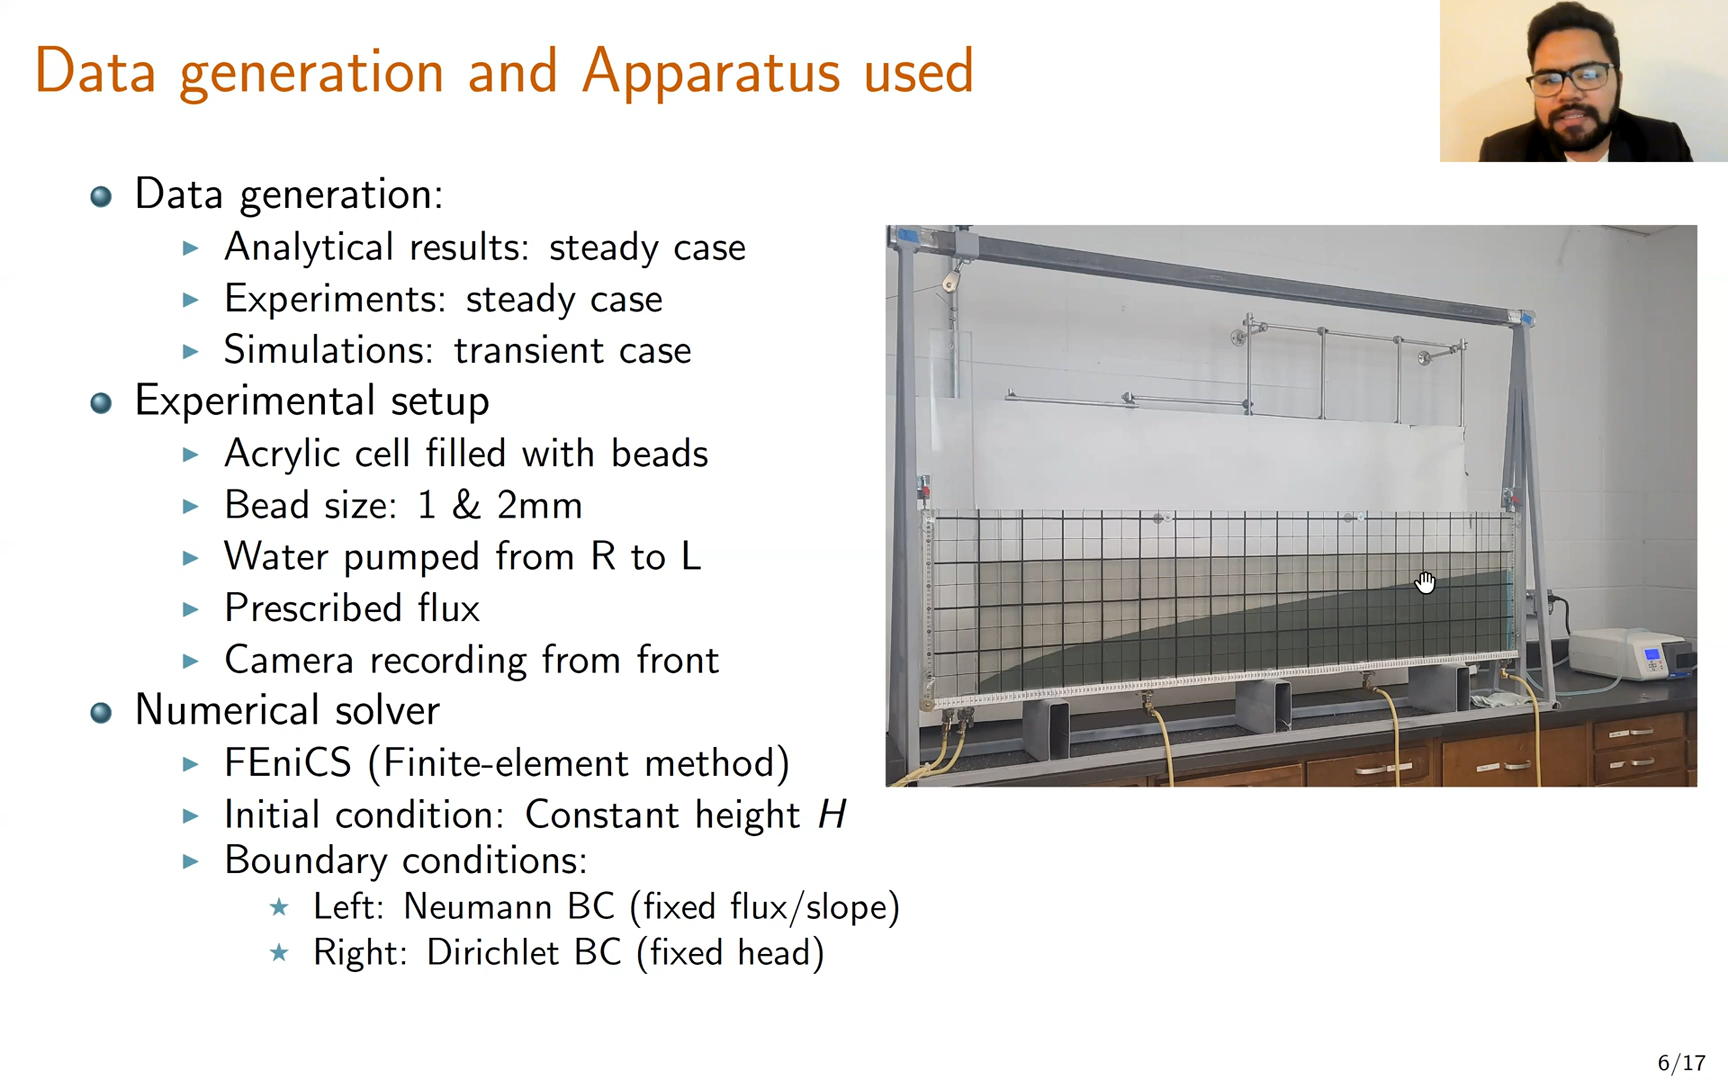 Data generation and Apparatus used
Data generation:
Analytical results: steady case
Experiments: steady case
Simulations: transient case
Experimental setup
Acrylic cell filled with beads
Bead size: 1 & 2mm
Water pumped from R to L
Prescribed flux
Camera recording from front
Numerical solver
FEniCS (Finite-element method)
Initial condition: Constant height H
Boundary conditions:
Left: Neumann BC (fixed flux/slope)
Right: Dirichlet BC (fixed head)
6/17